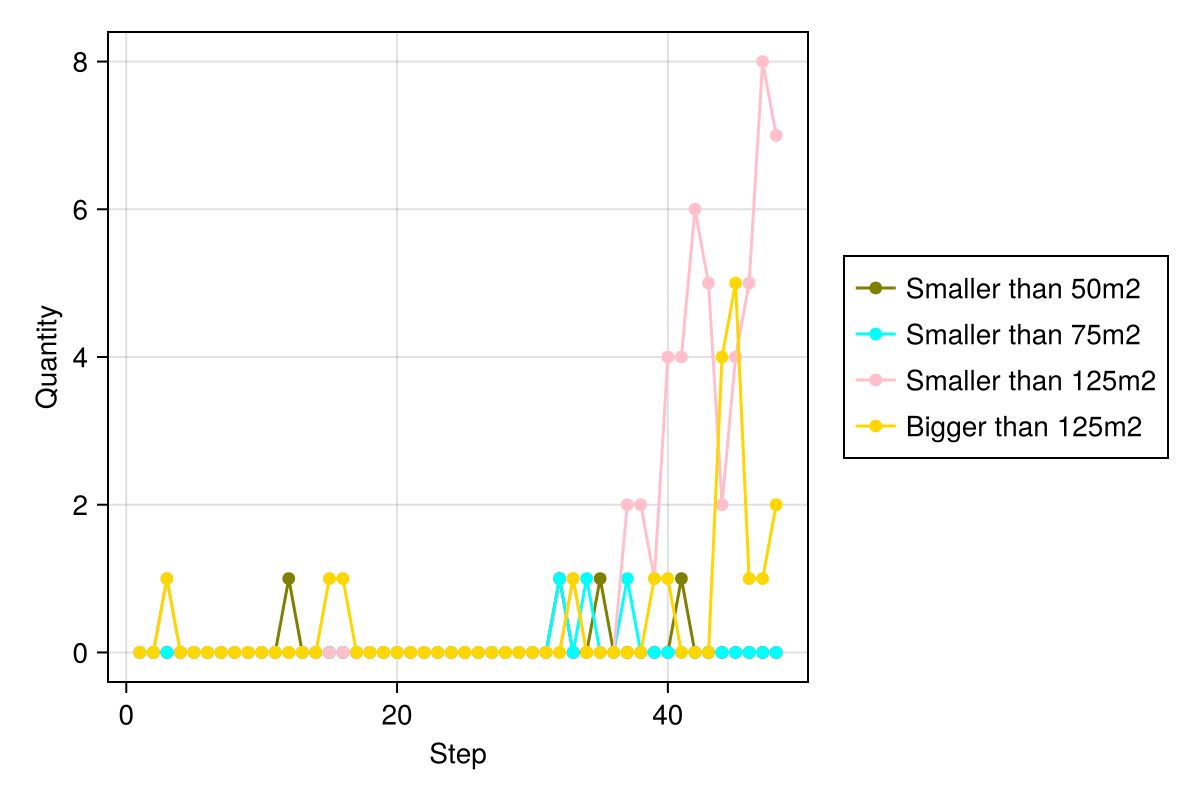 8
6
4
2
0
Quantity
0 20 40
Step
Smaller than 50m2
Smaller than 75m2
Smaller than 125m2
Bigger than 125m2